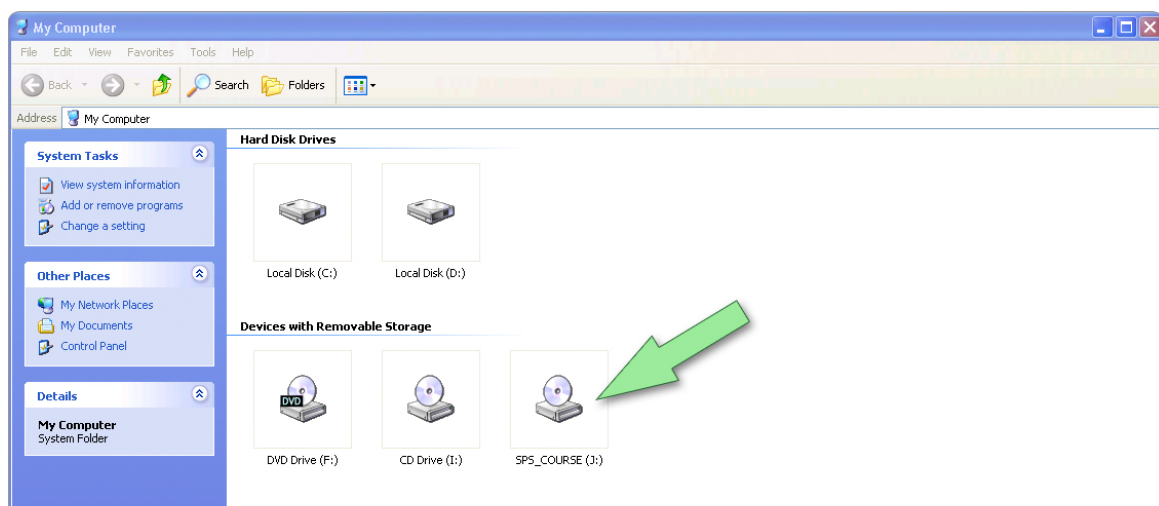 My Computer
File Edit View Favorites Tools Help
Back Search Folders
Address My Computer
System Tasks
View system information
Add or remove programs
Change a setting
Other Places
My Network Places
My Documents
Control Panel
Details
My Computer
System Folder
Hard Disk Drives
Local Disk (C:) Local Disk (D:)
Devices with Removable Storage
DVD
DVD Drive (F:) CD Drive (I:) SPS_COURSE (J:)